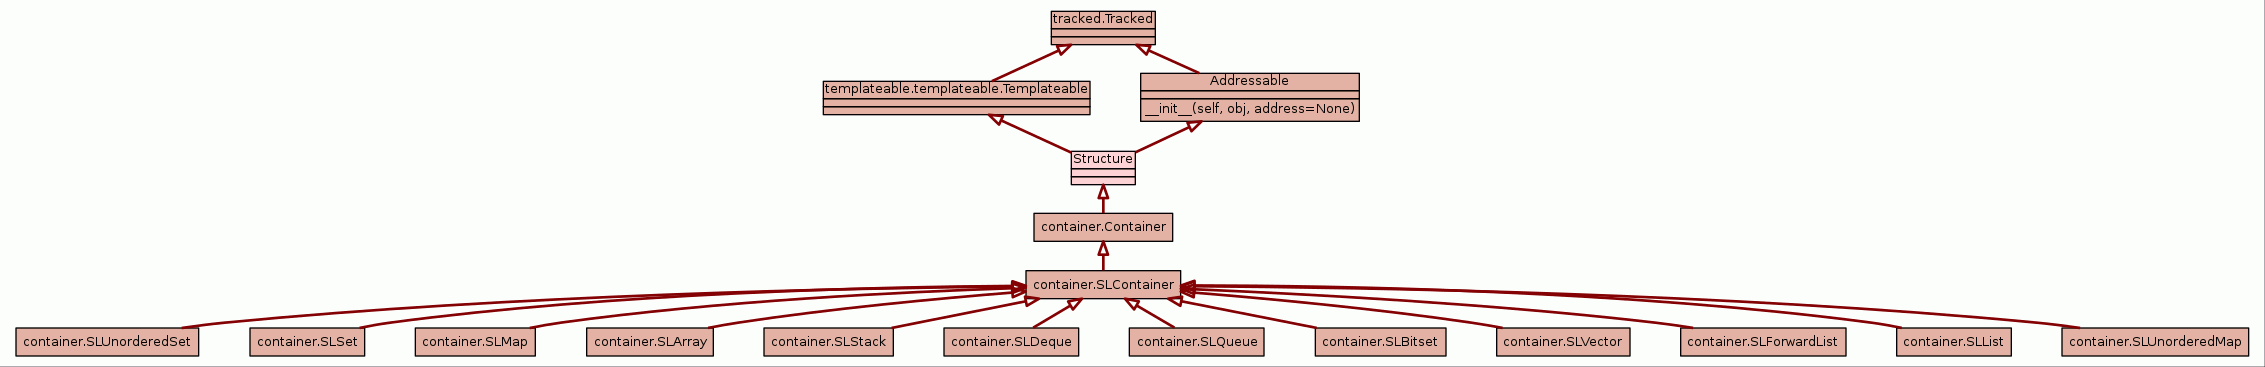 tracked.Tracked
templateable.templateable.Templateable
Addressable
__init__(self, obj, address=None)
Structure
container.Container
container.SLContainer
container.SLUnorderedSet
container.SLSet
container.SLMap
container.SLArray
container.SLStack
container.SLDeque
container.SLQueue
container.SLBitset
container.SLVector
container.SLForwardList
container.SLList
container.SLUnorderedMap